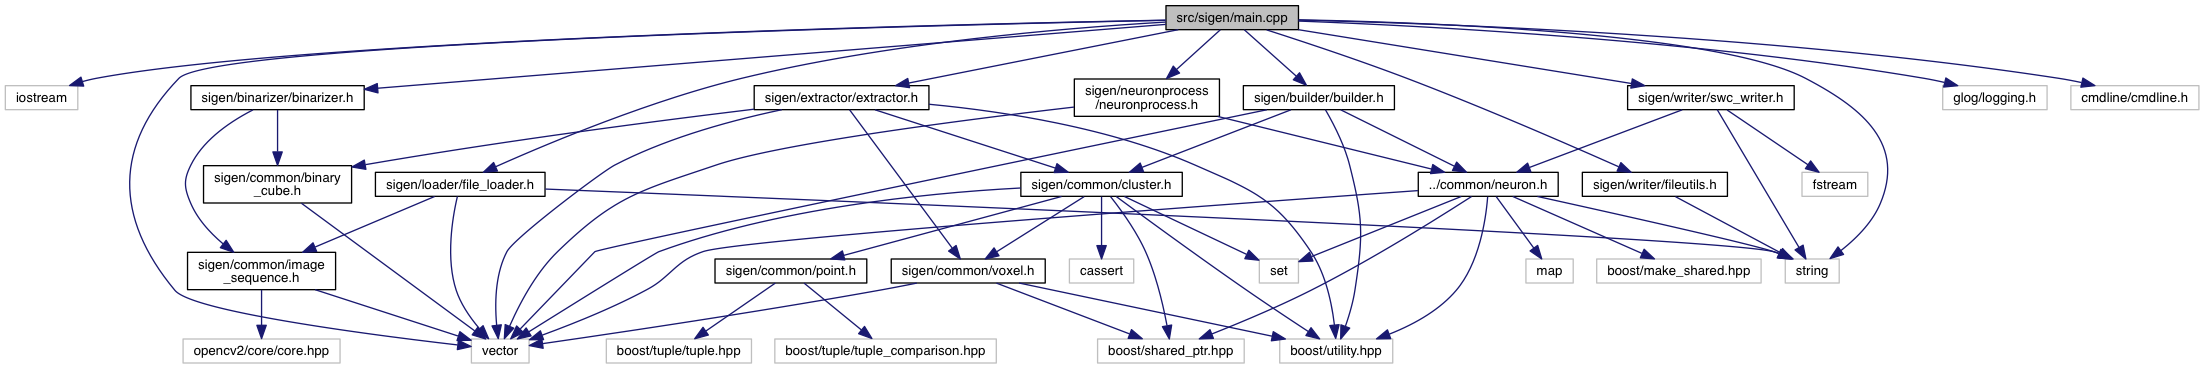 src/sigen/main.cpp
iostream
sigen/binarizer/binarizer.h
sigen/extractor/extractor.h
sigen/neuronprocess
/neuronprocess.h
sigen/builder/builder.h
sigen/writer/swc_writer.h
glog/logging.h
cmdline/cmdline.h
sigen/common/binary
_cube.h
sigen/loader/file_loader.h
sigen/common/cluster.h
../common/neuron.h
sigen/writer/fileutils.h
fstream
sigen/common/image
_sequence.h
sigen/common/point.h
sigen/common/voxel.h
cassert
set
map
boost/make_shared.hpp
string
opencv2/core/core.hpp
vector
boost/tuple/tuple.hpp
boost/tuple/tuple_comparison.hpp
boost/shared_ptr.hpp
boost/utility.hpp